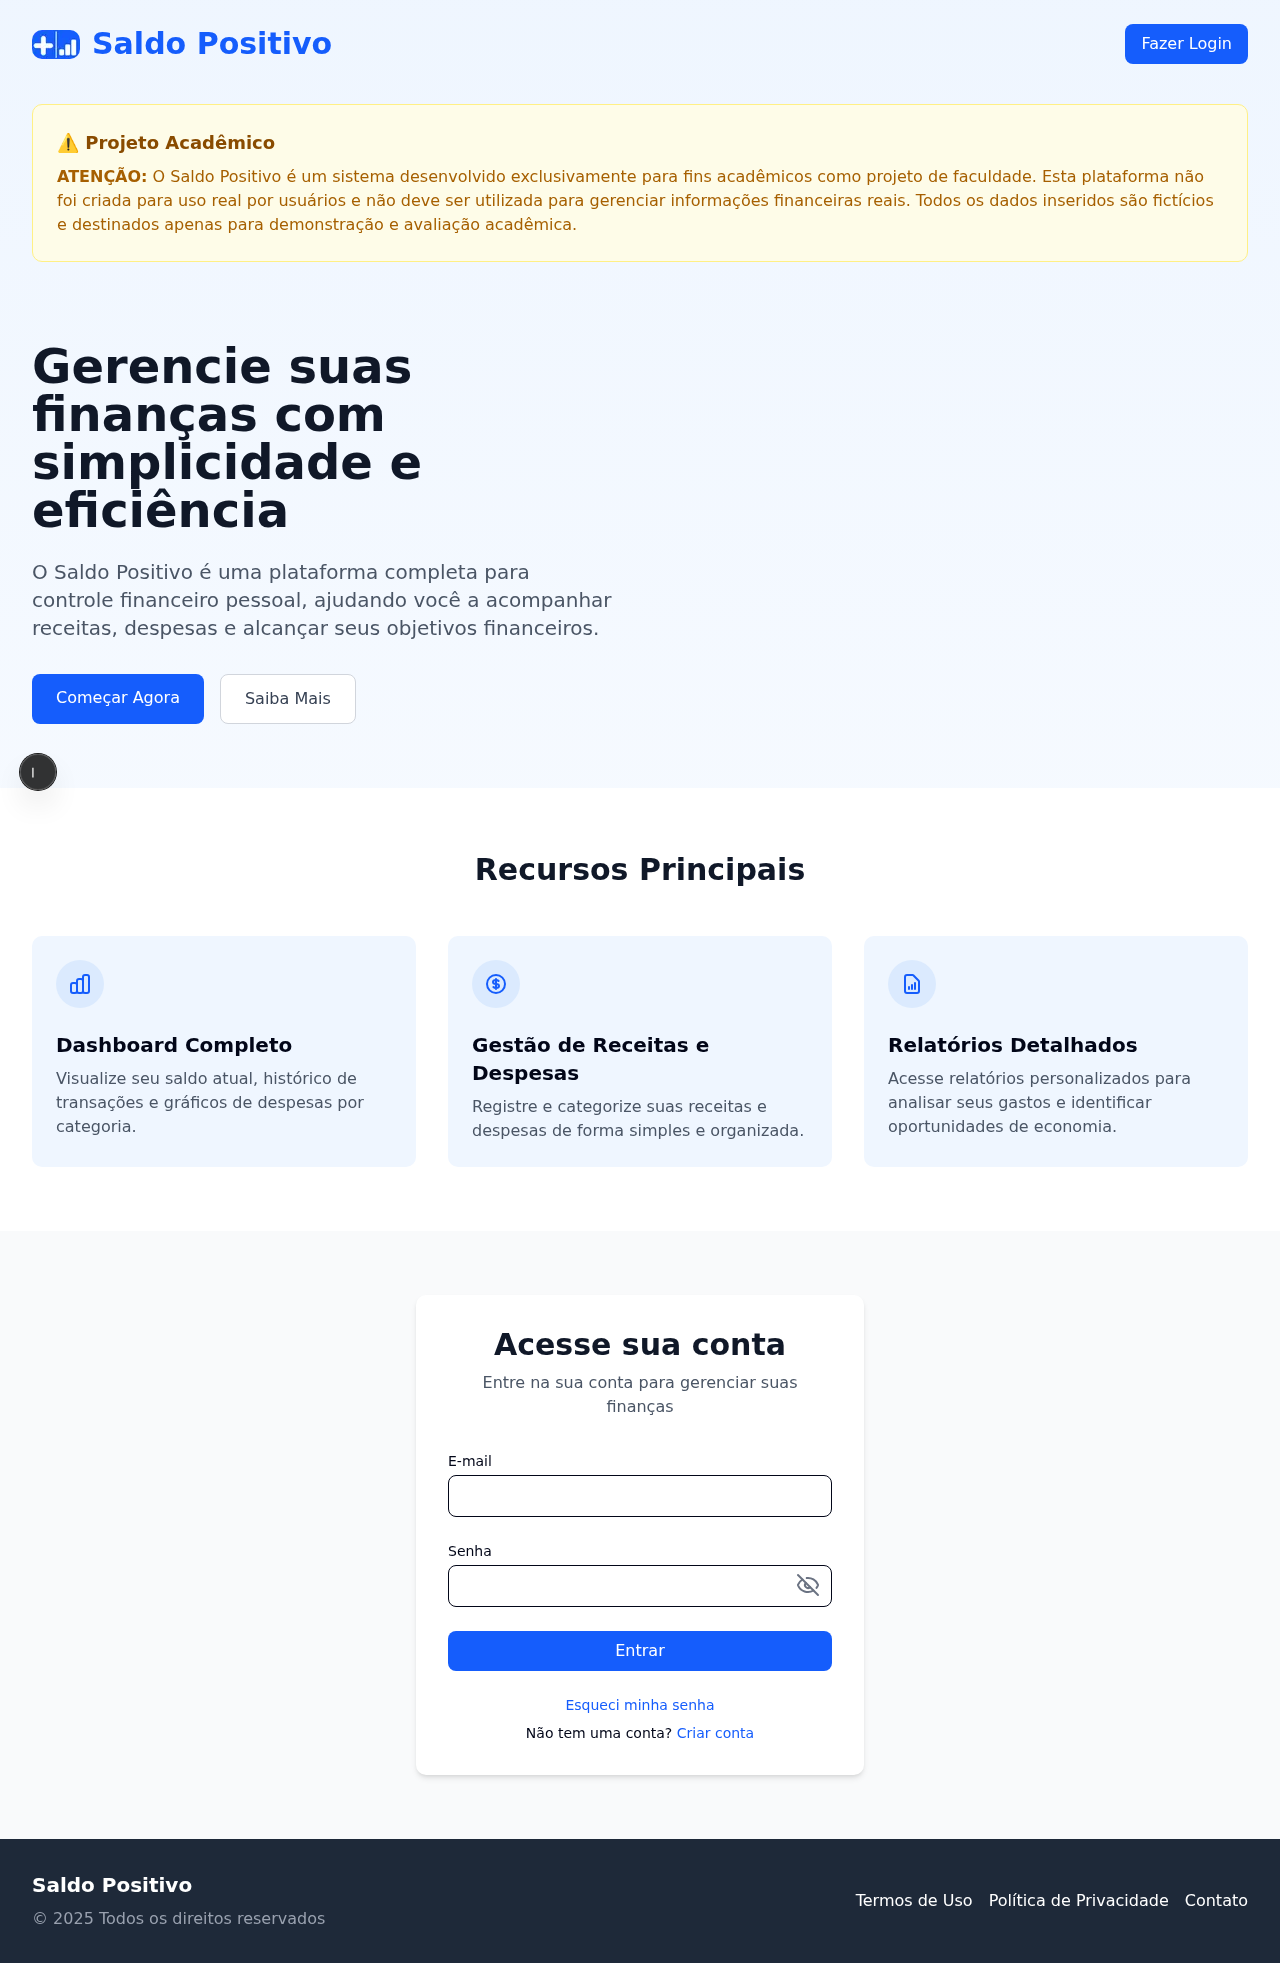 Saldo Positivo
Fazer Login
⚠️ Projeto Acadêmico
ATENÇÃO: O Saldo Positivo é um sistema desenvolvido exclusivamente para fins acadêmicos como projeto de faculdade. Esta plataforma não
foi criada para uso real por usuários e não deve ser utilizada para gerenciar informações financeiras reais. Todos os dados inseridos são fictícios
e destinados apenas para demonstração e avaliação acadêmica.
Gerencie suas
finanças com
simplicidade e
eficiência
O Saldo Positivo é uma plataforma completa para
controle financeiro pessoal, ajudando você a acompanhar
receitas, despesas e alcançar seus objetivos financeiros.
Começar Agora
Saiba Mais
Recursos Principais
Dashboard Completo
Visualize seu saldo atual, histórico de
transações e gráficos de despesas por
categoria.
Gestão de Receitas e
Despesas
Registre e categorize suas receitas e
despesas de forma simples e organizada.
Relatórios Detalhados
Acesse relatórios personalizados para
analisar seus gastos e identificar
oportunidades de economia.
Acesse sua conta
Entre na sua conta para gerenciar suas
finanças
E-mail
Senha
Entrar
Esqueci minha senha
Não tem uma conta? Criar conta
Saldo Positivo
© 2025 Todos os direitos reservados
Termos de Uso
Política de Privacidade
Contato